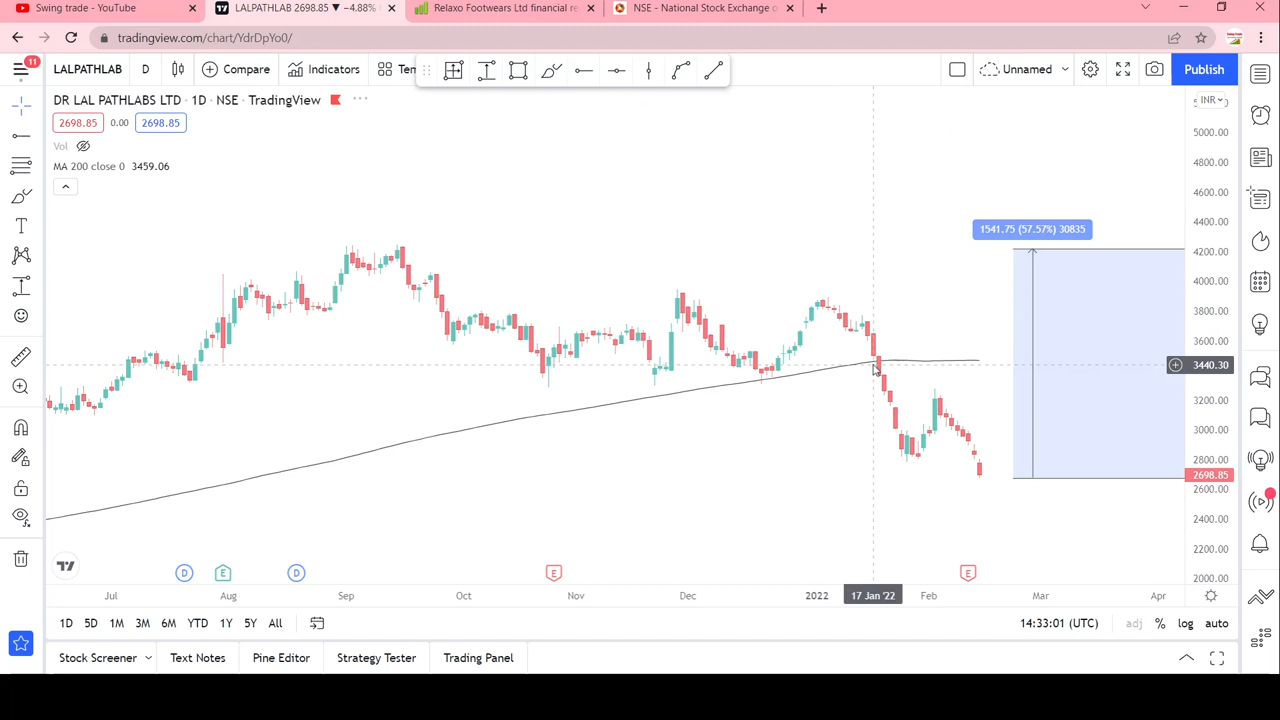 Swing trade - YouTube
LALPATHLAB 2698.85 ▼ −4.88%
Relaxo Footwears Ltd financial re
NSE - National Stock Exchange o
tradingview.com/chart/YdrDpYo0/
11
LALPATHLAB
D
Compare
Indicators
Tem
Unnamed
Publish
DR LAL PATHLABS LTD · 1D · NSE · TradingView
INR
2698.85
0.00
2698.85
Vol
MA 200 close 0 3459.06
5000.00
4800.00
4600.00
4400.00
4200.00
4000.00
3800.00
3600.00
3440.30
3200.00
3000.00
2800.00
2698.85
2600.00
2400.00
2200.00
2000.00
1541.75 (57.57%) 30835
D
E
D
E
E
Jul
Aug
Sep
Oct
Nov
Dec
2022
17 Jan '22
Feb
Mar
Apr
1D
5D
1M
3M
6M
YTD
1Y
5Y
All
14:33:01 (UTC)
adj
%
log
auto
Stock Screener
Text Notes
Pine Editor
Strategy Tester
Trading Panel